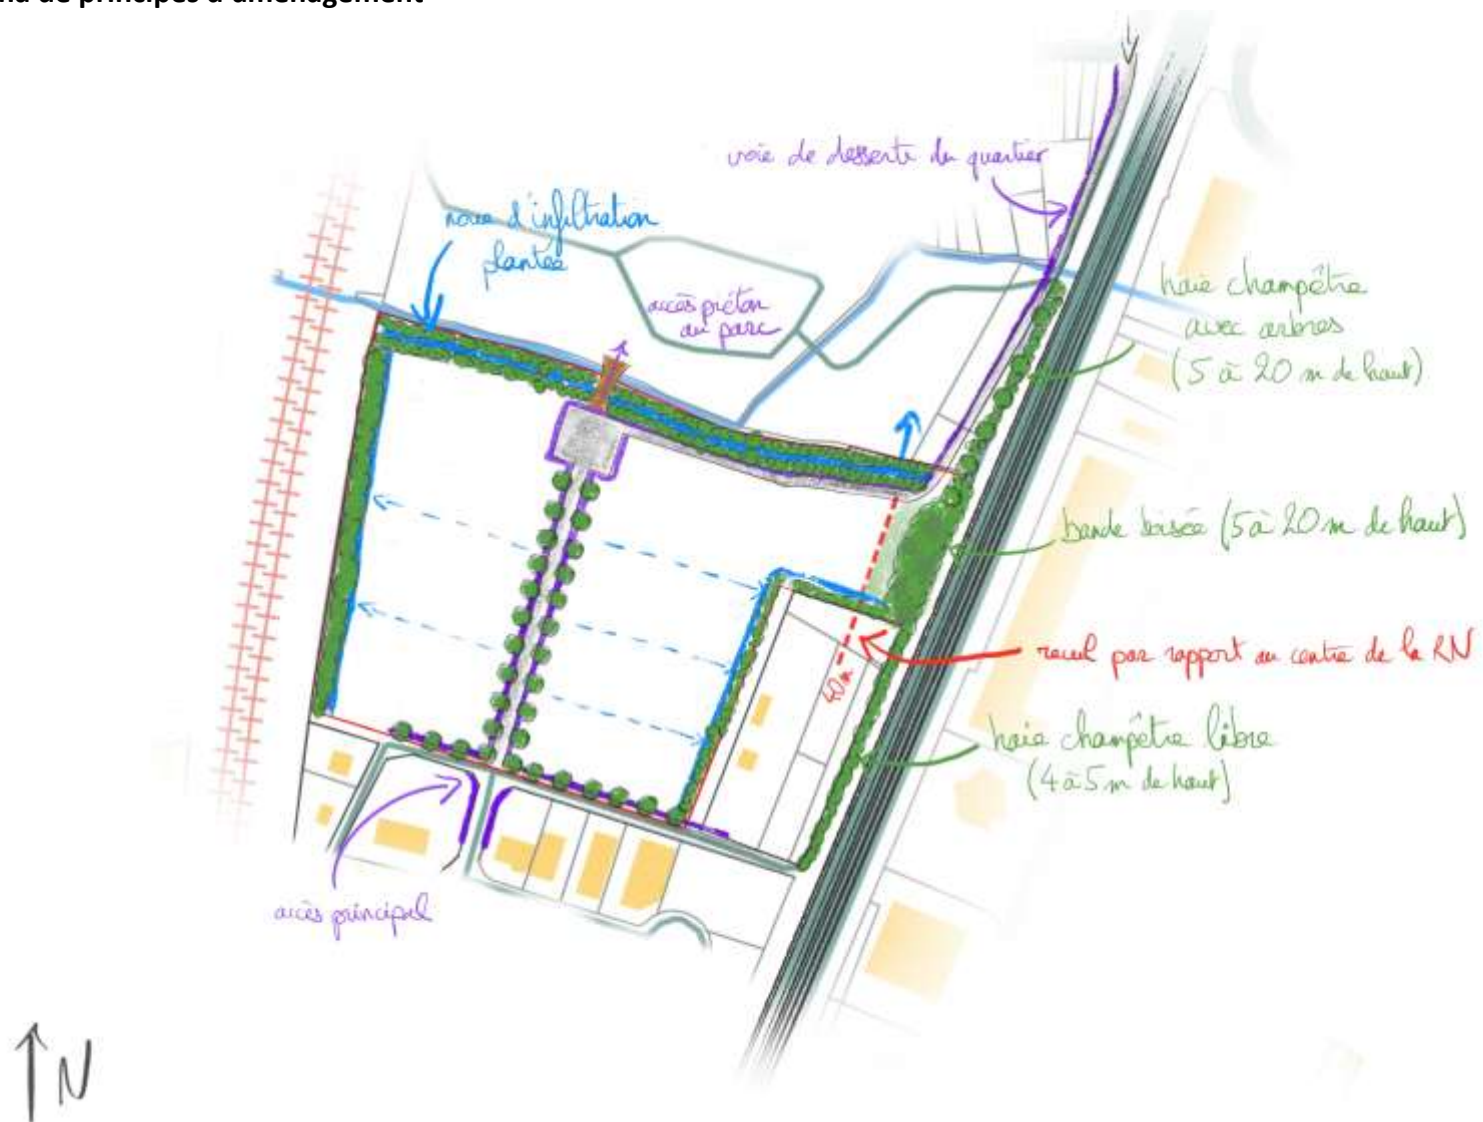 na de principes d'aménagement
voie de desserte du quartier
noue d'infiltration
plantée
accès piéton
au parc
haie champêtre
avec arbres
(5 à 20 m de haut)
bande boisée (5 à 20 m de haut)
recul par rapport au centre de la RN
40m
haie champêtre libre
(4 à 5 m de haut)
accès principal
N